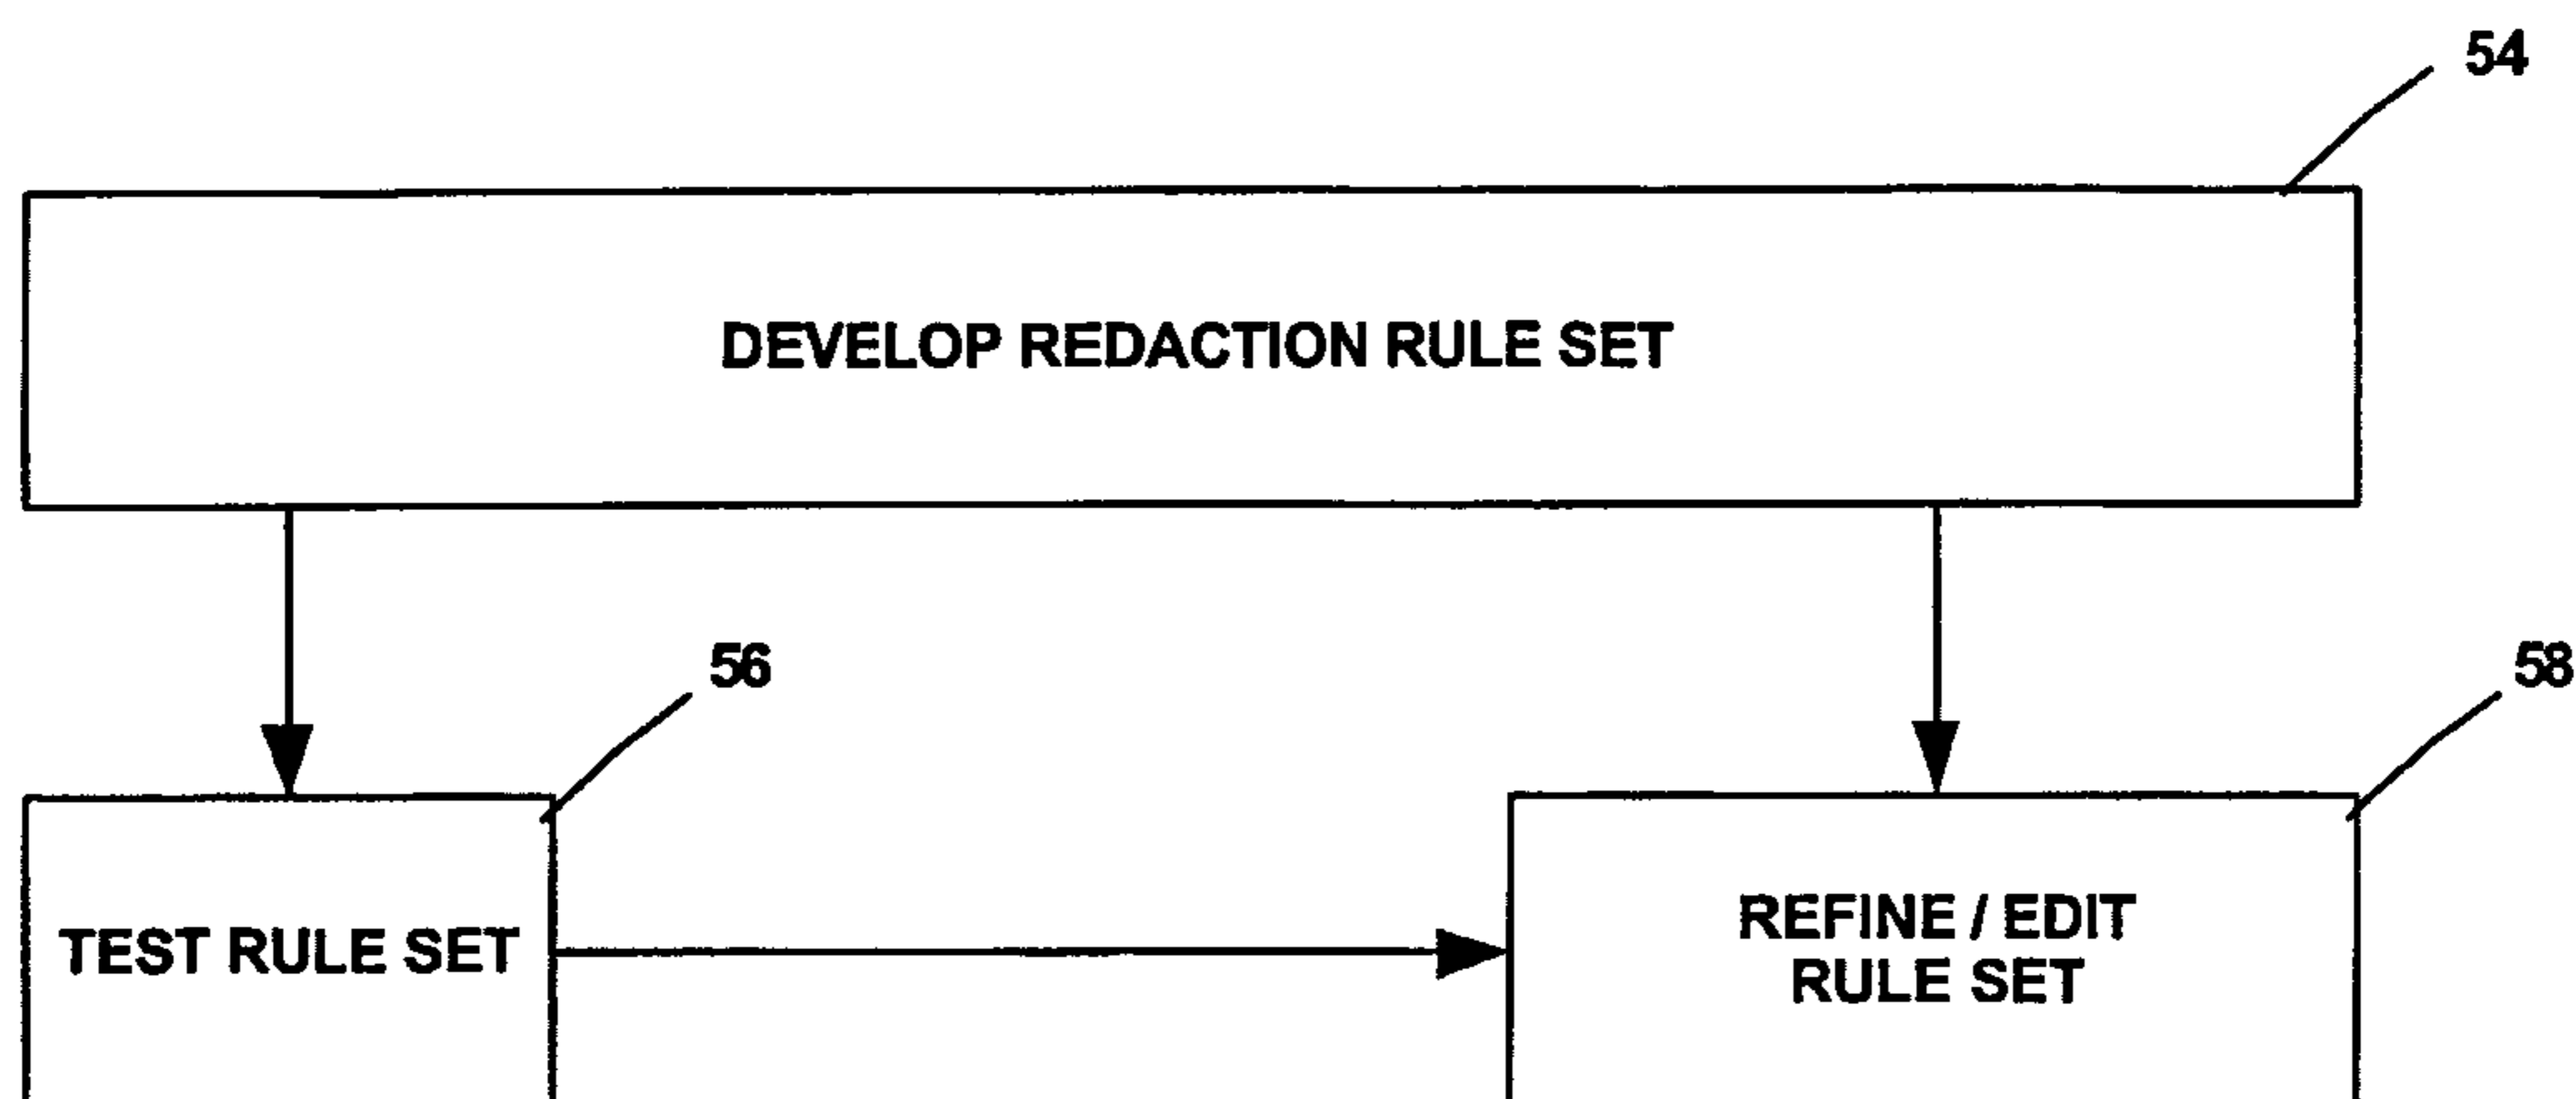 54
DEVELOP REDACTION RULE SET
56
58
TEST RULE SET
REFINE / EDIT
RULE SET